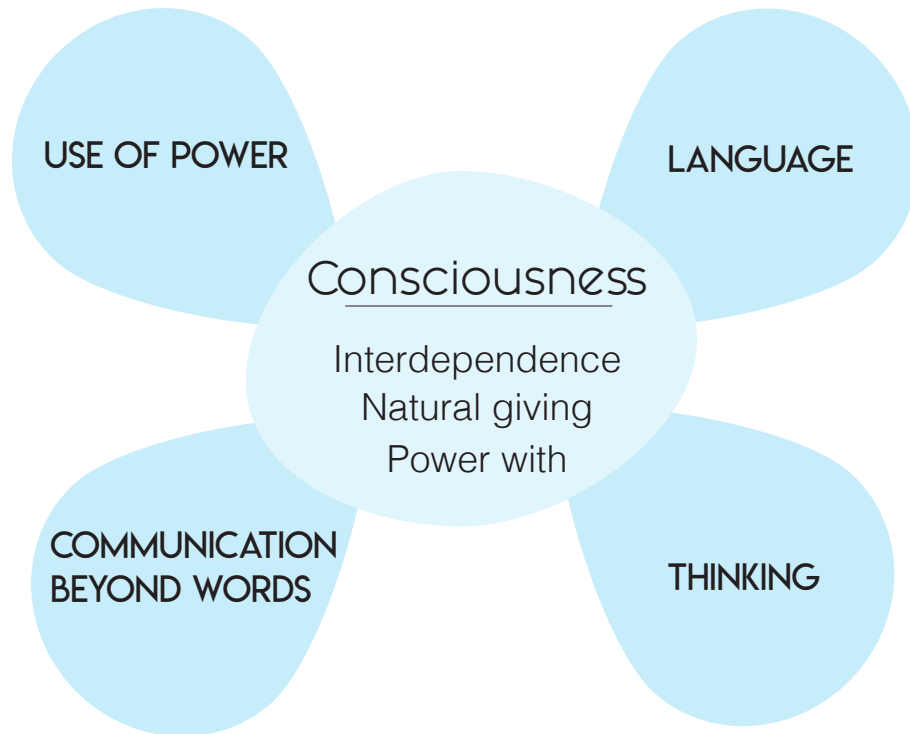 USE OF POWER
LANGUAGE
Consciousness
Interdependence
Natural giving
Power with
COMMUNICATION
BEYOND WORDS
THINKING